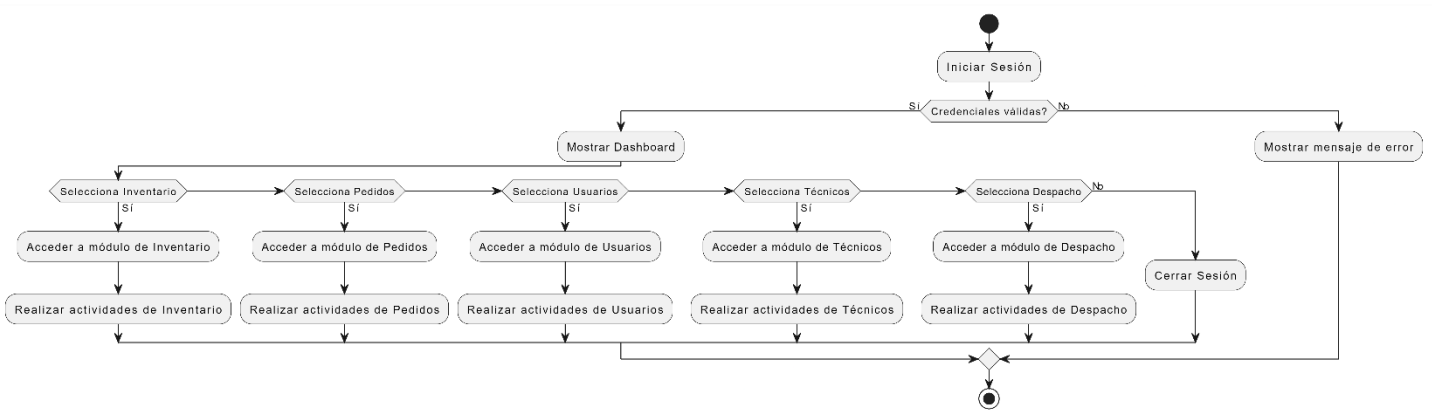 Iniciar Sesión
Sí
Credenciales válidas?
No
Mostrar Dashboard
Mostrar mensaje de error
Selecciona Inventario
Selecciona Pedidos
Selecciona Usuarios
Selecciona Técnicos
Selecciona Despacho
No
Sí
Sí
Sí
Sí
Sí
Acceder a módulo de Inventario
Acceder a módulo de Pedidos
Acceder a módulo de Usuarios
Acceder a módulo de Técnicos
Acceder a módulo de Despacho
Cerrar Sesión
Realizar actividades de Inventario
Realizar actividades de Pedidos
Realizar actividades de Usuarios
Realizar actividades de Técnicos
Realizar actividades de Despacho